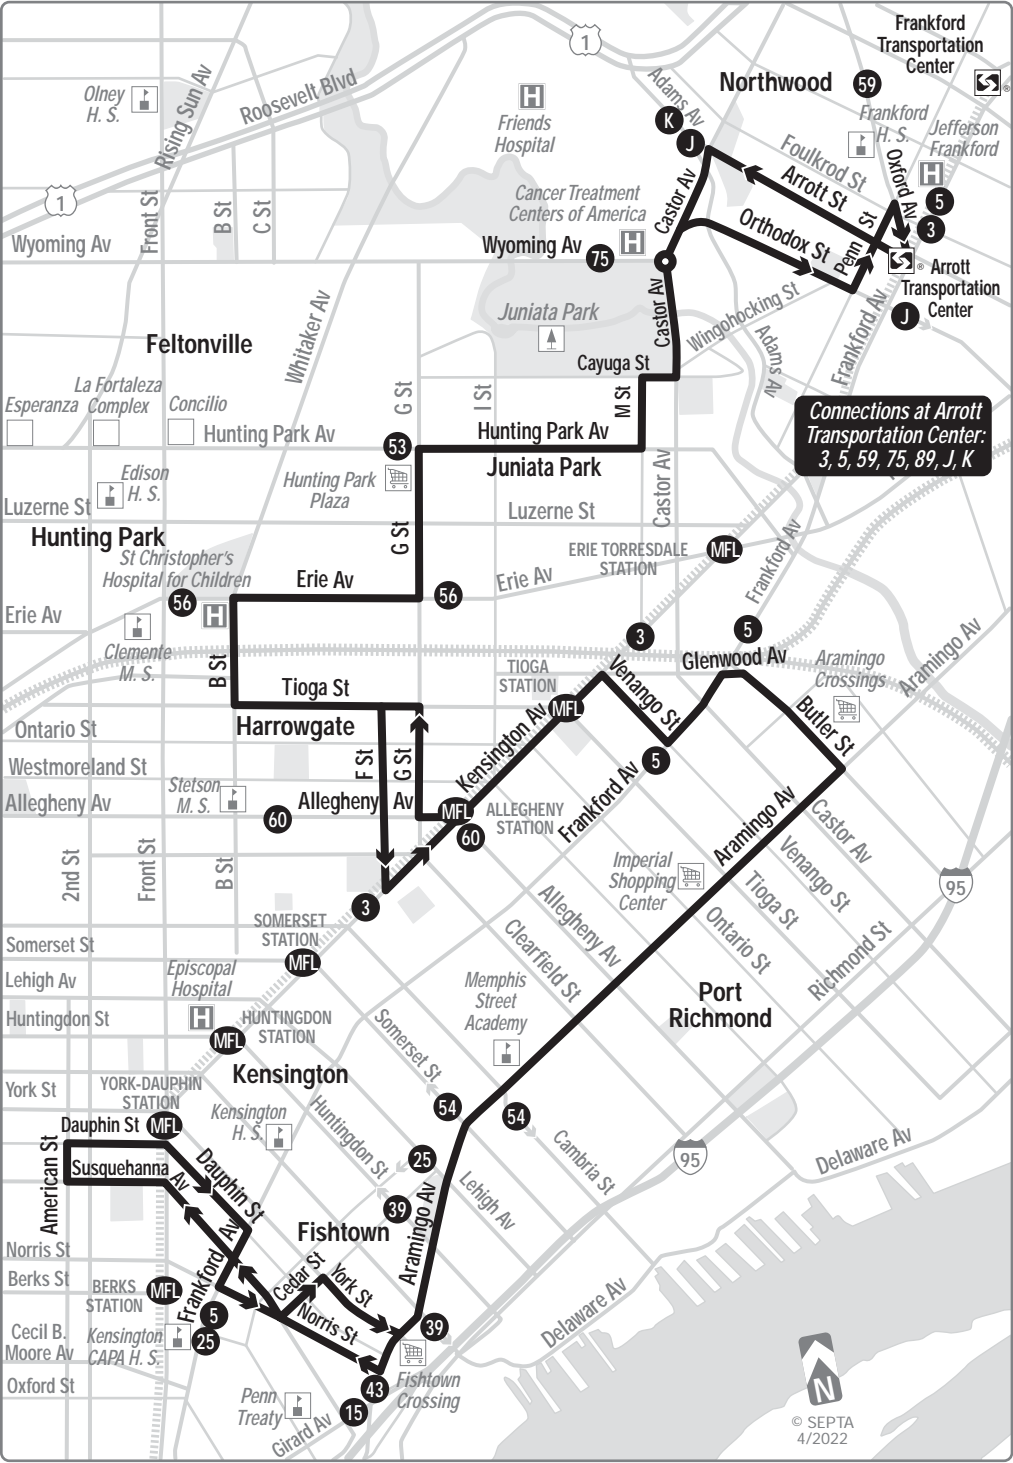 Frankford
Transportation
Center
1
Northwood
59
Adams Av
Roosevelt Blvd
Rising Sun Av
Olney
H. S.
H
Friends
Hospital
K
J
Frankford
H. S.
Jefferson
Frankford
H
Foulkrod St
Arrott St
Oxford Av
5
3
1
Front St
B St
C St
Cancer Treatment
Centers of America
H
Castor Av
Orthodox St
Penn St
Wyoming Av
Wyoming Av
75
Arrott
Transportation
Center
J
Juniata Park
Castor Av
Wingohocking St
Adams Av
Frankford Av
Whitaker Av
Feltonville
Cayuga St
La Fortaleza
Complex
Esperanza
Concilio
G St
I St
M St
Connections at Arrott
Transportation Center:
3, 5, 59, 75, 89, J, K
Hunting Park Av
53
Hunting Park Av
Juniata Park
Edison
H. S.
Hunting Park
Plaza
Castor Av
Luzerne St
Luzerne St
Hunting Park
G St
ERIE TORRESDALE
STATION
MFL
Frankford Av
St Christopher's
Hospital for Children
56
H
Erie Av
56
Erie Av
Erie Av
Clemente
M. S.
3
5
B St
TIOGA
STATION
Venango St
Glenwood Av
Aramingo
Crossings
Aramingo Av
Tioga St
Harrowgate
MFL
Butler St
Ontario St
Kensington Av
5
Westmoreland St
F St
G St
Stetson
M. S.
Allegheny Av
60
Allegheny Av
MFL
60
ALLEGHENY
STATION
Frankford Av
Aramingo Av
Castor Av
Venango St
Imperial
Shopping
Center
2nd St
Front St
B St
Tioga St
95
3
SOMERSET
STATION
Allegheny Av
Ontario St
Clearfield St
Richmond St
Somerset St
MFL
Lehigh Av
Episcopal
Hospital
H
Memphis
Street
Academy
Port
Richmond
Huntingdon St
HUNTINGDON
STATION
MFL
Somerset St
Kensington
York St
YORK-DAUPHIN
STATION
Kensington
H. S.
Huntingdon St
54
54
Dauphin St
MFL
Cambria St
95
Delaware Av
American St
Susquehanna Av
Dauphin St
25
39
Lehigh Av
Aramingo Av
Fishtown
Norris St
Berks St
BERKS
STATION
MFL
Frankford Av
Cedar St
York St
Norris St
5
25
39
Delaware Av
Cecil B.
Moore Av
Kensington
CAPA H. S.
Oxford St
43
Fishtown
Crossing
Penn
Treaty
15
Girard Av
N
© SEPTA
4/2022